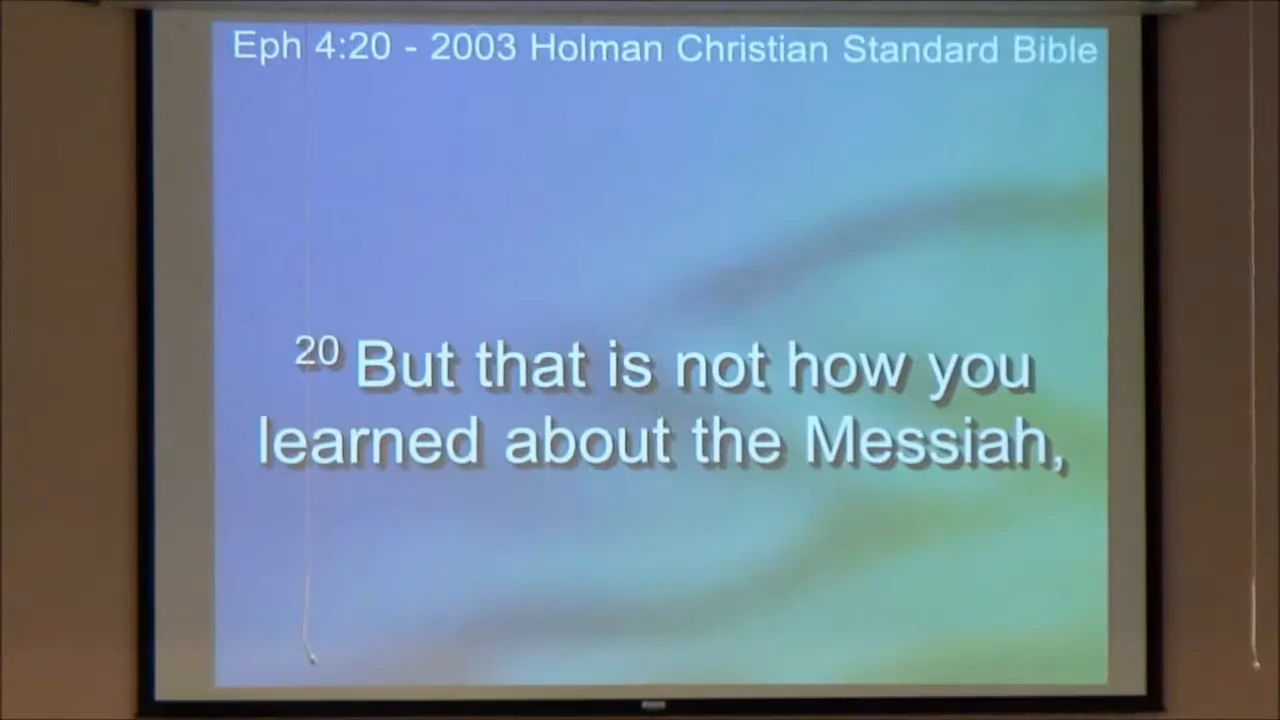 Eph 4:20 - 2003 Holman Christian Standard Bible
20 But that is not how you
learned about the Messiah,